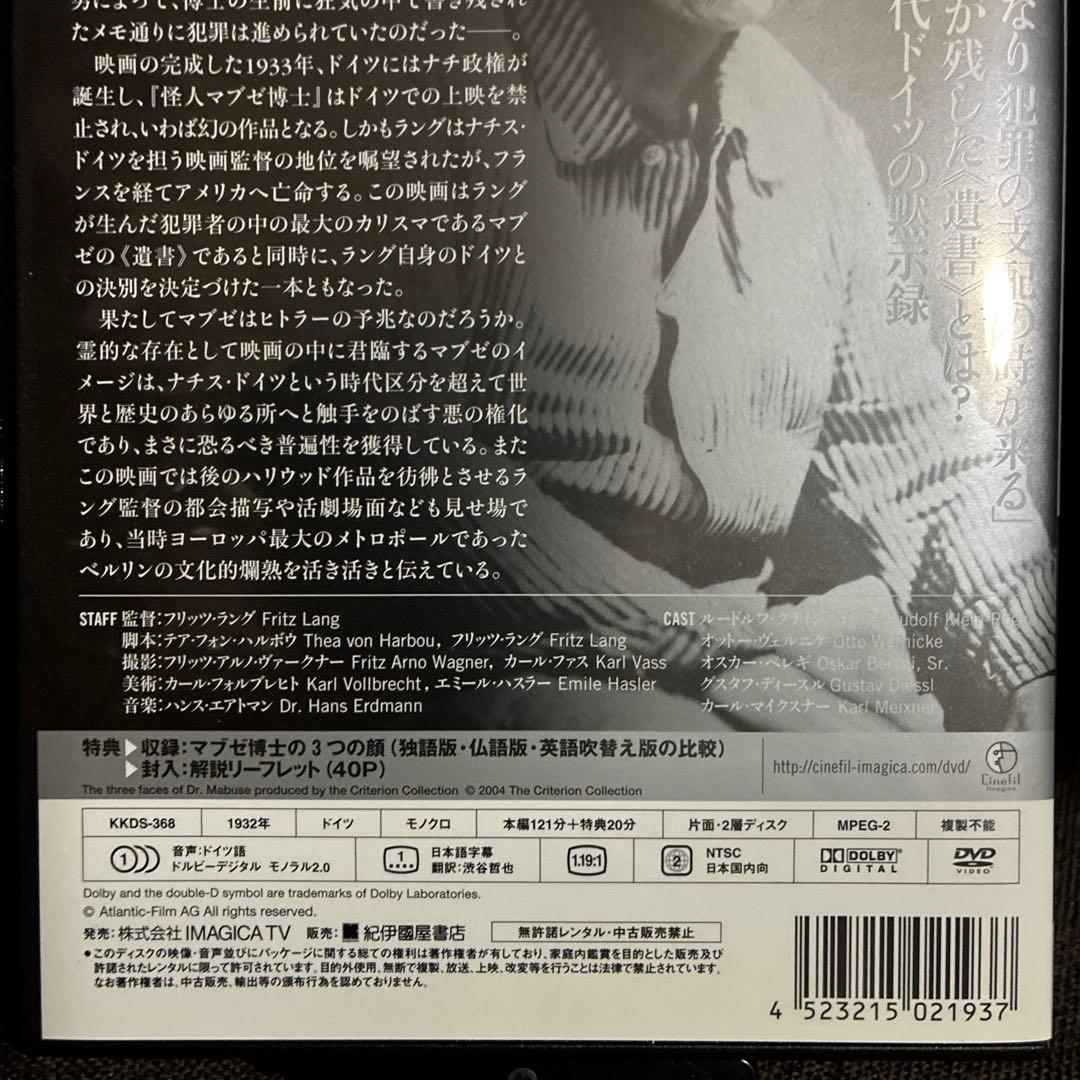 たメモ通りに犯罪は進められていたのだった——。
映画の完成した1933年、ドイツにはナチ政権が
誕生し、『怪人マブゼ博士』はドイツでの上映を禁
止され、いわば幻の作品となる。しかもラングはナチス・
ドイツを担う映画監督の地位を嘱望されたが、フラ
ンスを経てアメリカへ亡命する。この映画はラング
が生んだ犯罪者の中の最大のカリスマであるマブ
ゼの《遺書》であると同時に、ラング自身のドイツと
の決別を決定づけた一本ともなった。
果たしてマブゼはヒトラーの予兆なのだろうか。
霊的な存在として映画の中に君臨するマブゼのイ
メージは、ナチス・ドイツという時代区分を超えて世
界と歴史のあらゆる所へと触手をのばす悪の権化
であり、まさに恐るべき普遍性を獲得している。また
この映画では後のハリウッド作品を彷彿とさせるラ
ング監督の都会描写や活劇場面なども見せ場で
あり、当時ヨーロッパ最大のメトロポールであった
ベルリンの文化的爛熟を活き活きと伝えている。
なり犯罪の支配の時が来る」
が残した〈遺書〉とは?
代ドイツの黙示録
STAFF 監督:フリッツ・ラング Fritz Lang
脚本:テア・フォン・ハルボウ Thea von Harbou, フリッツ・ラング Fritz Lang
撮影:フリッツ・アルノ・ヴァークナー Fritz Arno Wagner, カール・ファス Karl Vass
美術:カール・フォルブレヒト Karl Vollbrecht, エミール・ハスラー Emile Hasler
音楽:ハンス・エアトマン Dr. Hans Erdmann
CAST ルードルフ・クライ
オットー・ヴェルニケ Otto Wernicke
オスカー・ベレギ Oskar Beregi, Sr.
グスタフ・ディースル Gustav Diessl
カール・マイクスナー Karl Meixner
特典▶収録:マブゼ博士の3つの顔(独語版・仏語版・英語吹替え版の比較)
▶封入:解説リーフレット(40P)
The three faces of Dr. Mabuse produced by the Criterion Collection © 2004 The Criterion Collection
http://cinefil-imagica.com/dvd/
Cinefil
Imagica
KKDS-368 1932年 ドイツ モノクロ 本編121分+特典20分 片面・2層ディスク MPEG-2 複製不能
1 音声:ドイツ語
ドルビーデジタル モノラル2.0
1 日本語字幕
翻訳:渋谷哲也
1.19:1
2 NTSC
日本国内向
DOLBY
DIGITAL
DVD
VIDEO
Dolby and the double-D symbol are trademarks of Dolby Laboratories.
© Atlantic-Film AG All rights reserved.
発売:株式会社IMAGICA TV 販売:紀伊國屋書店 無許諾レンタル・中古販売禁止
●このディスクの映像・音声並びにパッケージに関する総ての権利は著作権者が有しており、家庭内鑑賞を目的とした販売及び
許諾されたレンタルに限って許可されています。目的外使用、無断で複製、放送、上映、改変等を行うことは法律で禁止されています。
なお著作権者は、中古販売、輸出等の頒布行為を認めておりません。
4 523215 021937